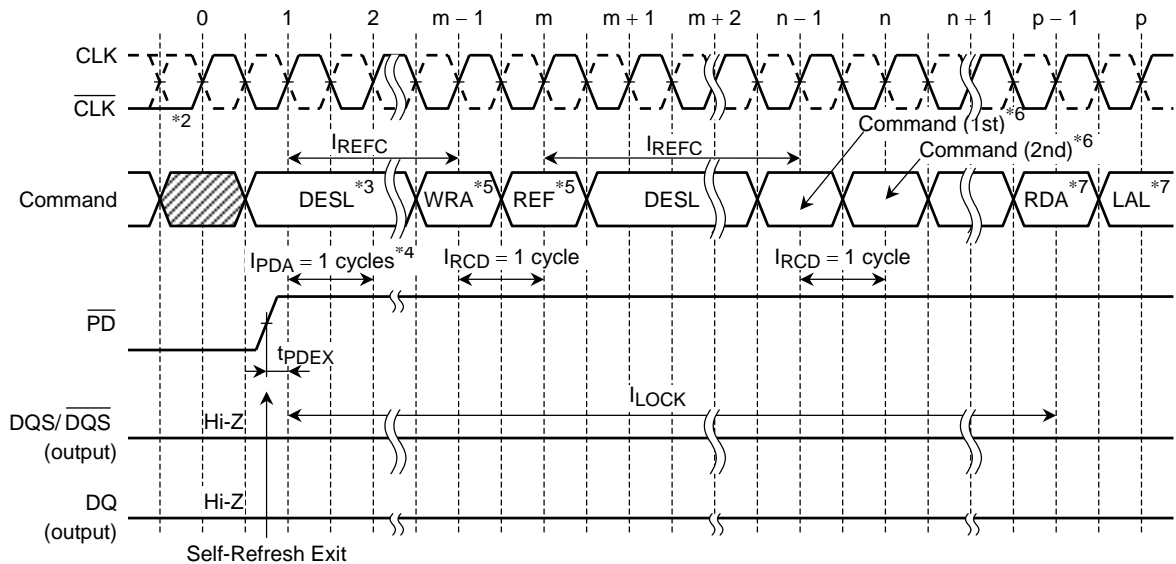 0 1 2 m − 1 m m + 1 m + 2 n − 1 n n + 1 p − 1 p
CLK
CLK
*2
Command (1st)*6
IREFC IREFC
Command (2nd)*6
Command DESL*3 WRA*5 REF*5 DESL RDA*7 LAL*7
IPDA = 1 cycles*4 IRCD = 1 cycle IRCD = 1 cycle
PD
tPDEX
ILOCK
DQS/DQS Hi-Z
(output)
DQ Hi-Z
(output)
Self-Refresh Exit